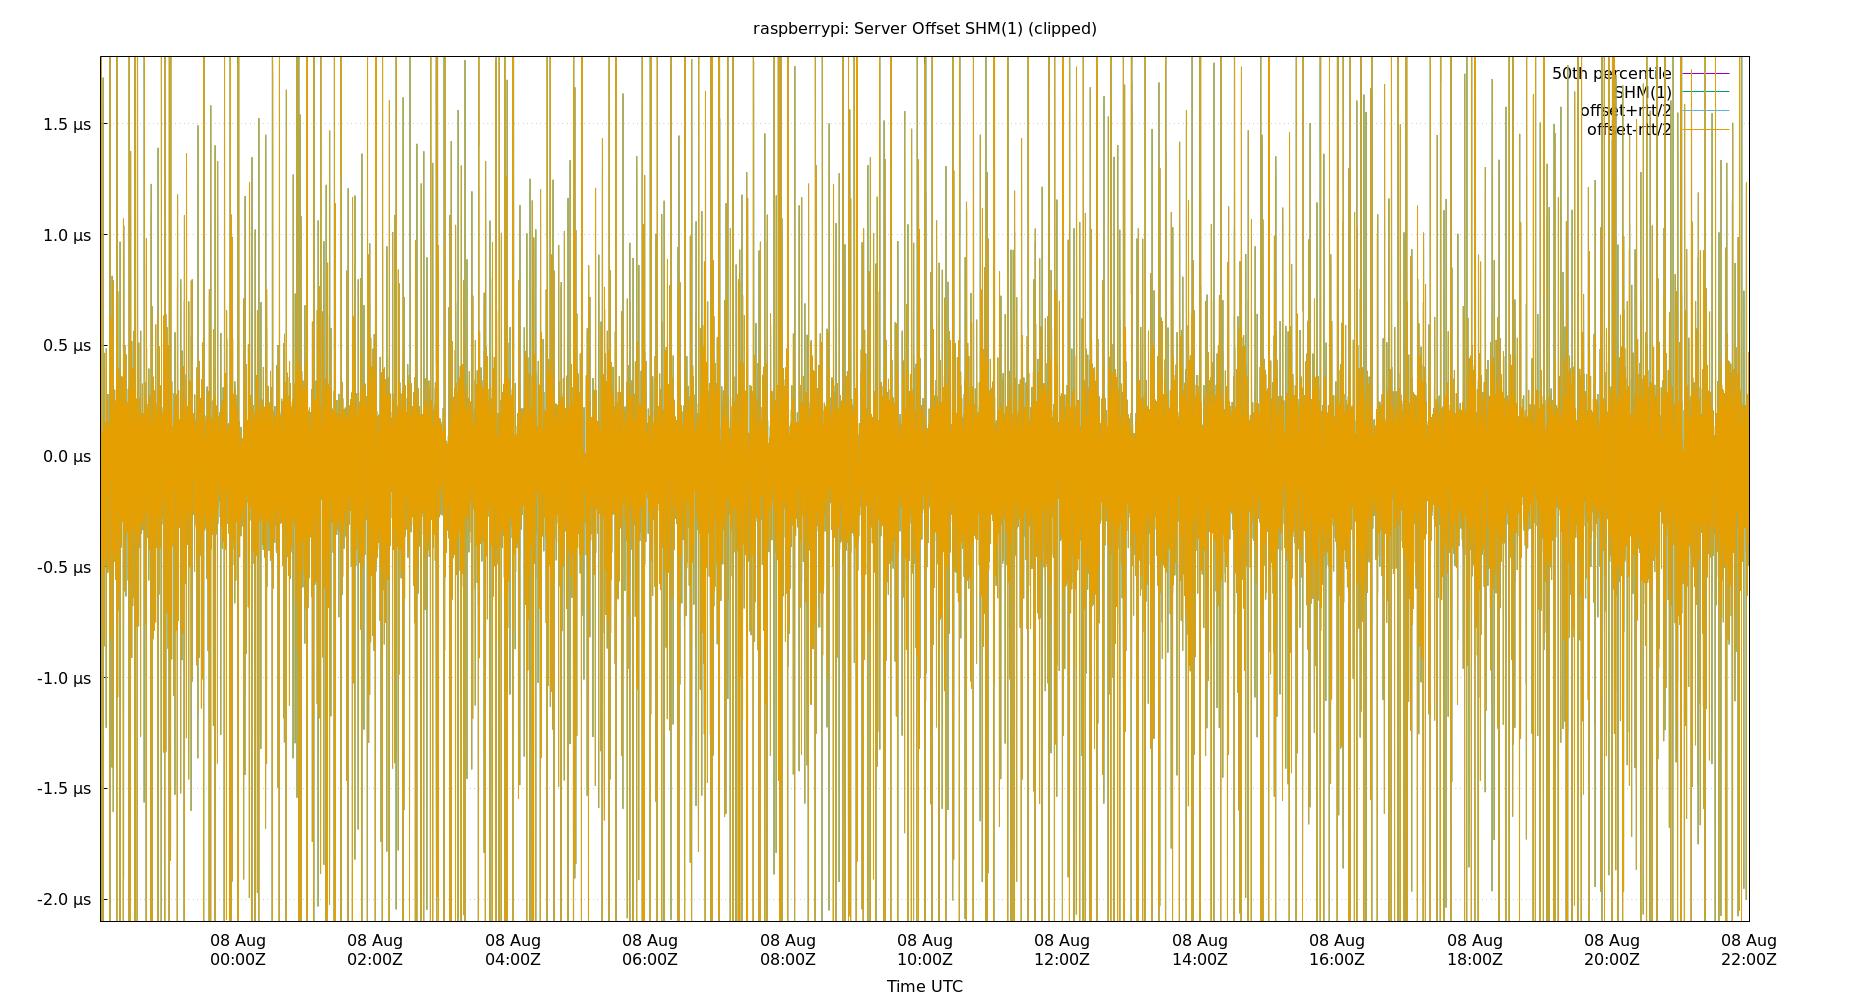 raspberrypi: Server Offset SHM(1) (clipped)
50th percentile
SHM(1)
offset+rtt/2
offset-rtt/2
1.5 µs
1.0 µs
0.5 µs
0.0 µs
-0.5 µs
-1.0 µs
-1.5 µs
-2.0 µs
08 Aug 08 Aug 08 Aug 08 Aug 08 Aug 08 Aug 08 Aug 08 Aug 08 Aug 08 Aug 08 Aug 08 Aug
00:00Z 02:00Z 04:00Z 06:00Z 08:00Z 10:00Z 12:00Z 14:00Z 16:00Z 18:00Z 20:00Z 22:00Z
Time UTC